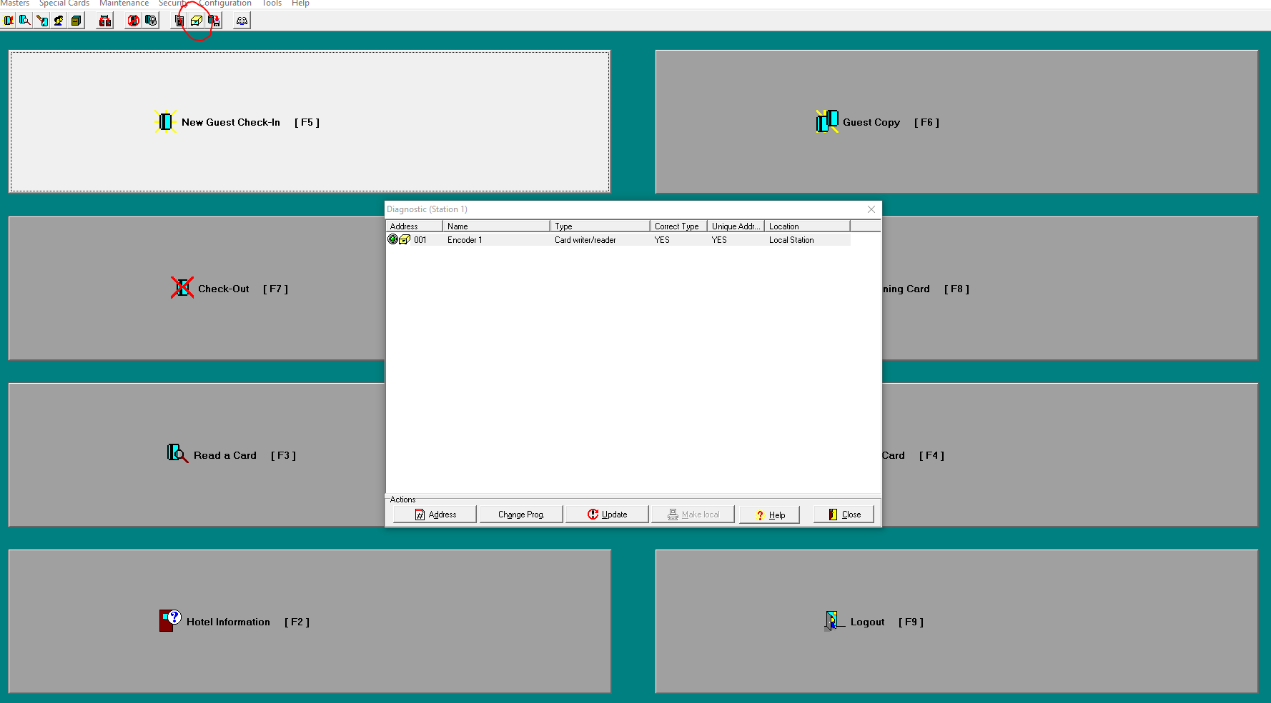 Masters Special Cards Maintenance Security Configuration Tools Help
New Guest Check-In [ F5 ]
Guest Copy [ F6 ]
Diagnostic (Station 1)
Address Name Type Correct Type Unique Addr... Location
001 Encoder 1 Card writer/reader YES YES Local Station
Check-Out [ F7 ]
ning Card [ F8 ]
Read a Card [ F3 ]
Card [ F4 ]
Actions
Address Change Prog. Update Make local ? Help Close
Hotel Information [ F2 ]
Logout [ F9 ]